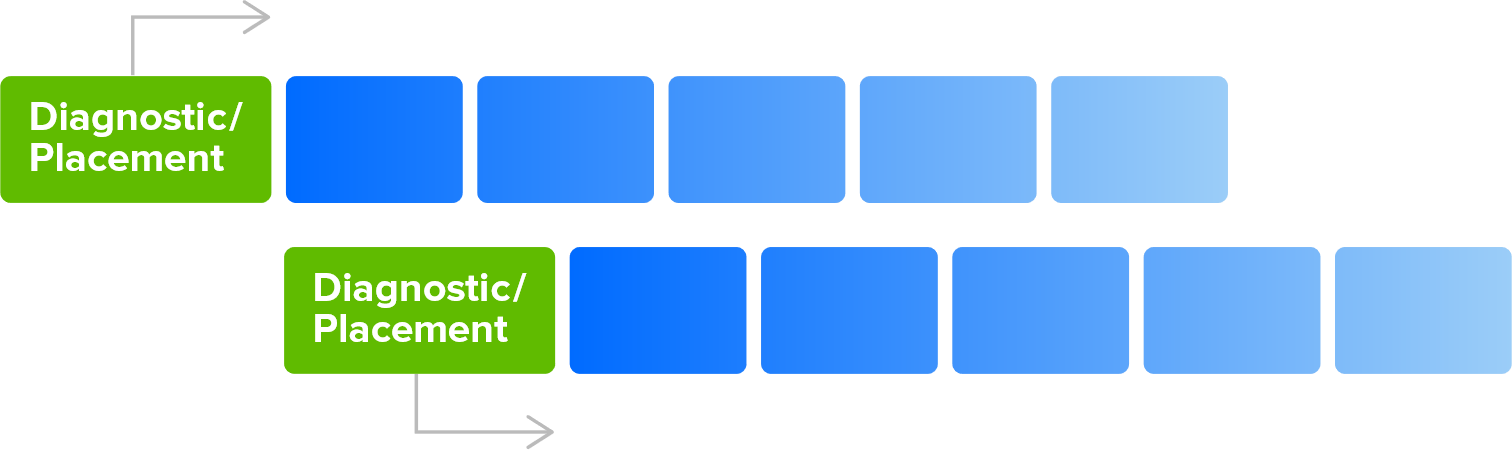 Diagnostic/
Placement
Diagnostic/
Placement